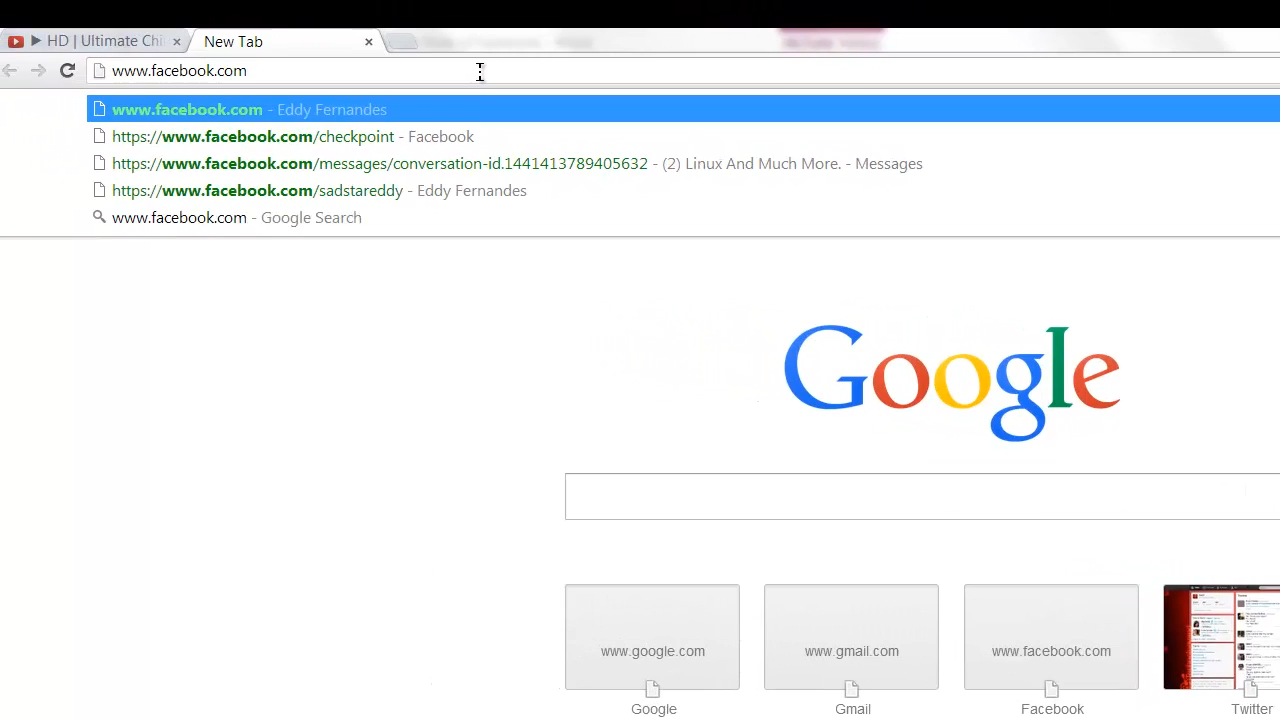 HD | Ultimate Chi
New Tab
www.facebook.com
www.facebook.com - Eddy Fernandes
https://www.facebook.com/checkpoint - Facebook
https://www.facebook.com/messages/conversation-id.1441413789405632 - (2) Linux And Much More. - Messages
https://www.facebook.com/sadstareddy - Eddy Fernandes
www.facebook.com - Google Search
Google
www.google.com
www.gmail.com
www.facebook.com
Google
Gmail
Facebook
Twitter